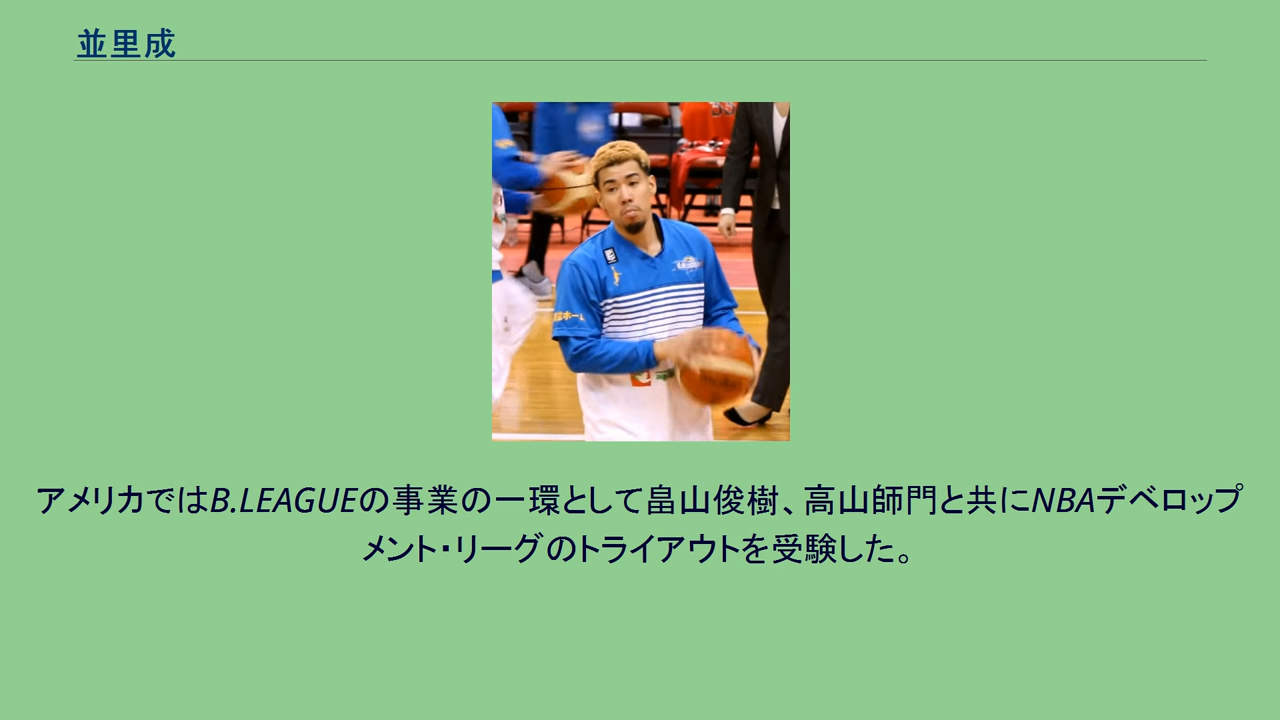 並里成
アメリカではB.LEAGUEの事業の一環として畠山俊樹、高山師門と共にNBAデベロップ
メント・リーグのトライアウトを受験した。